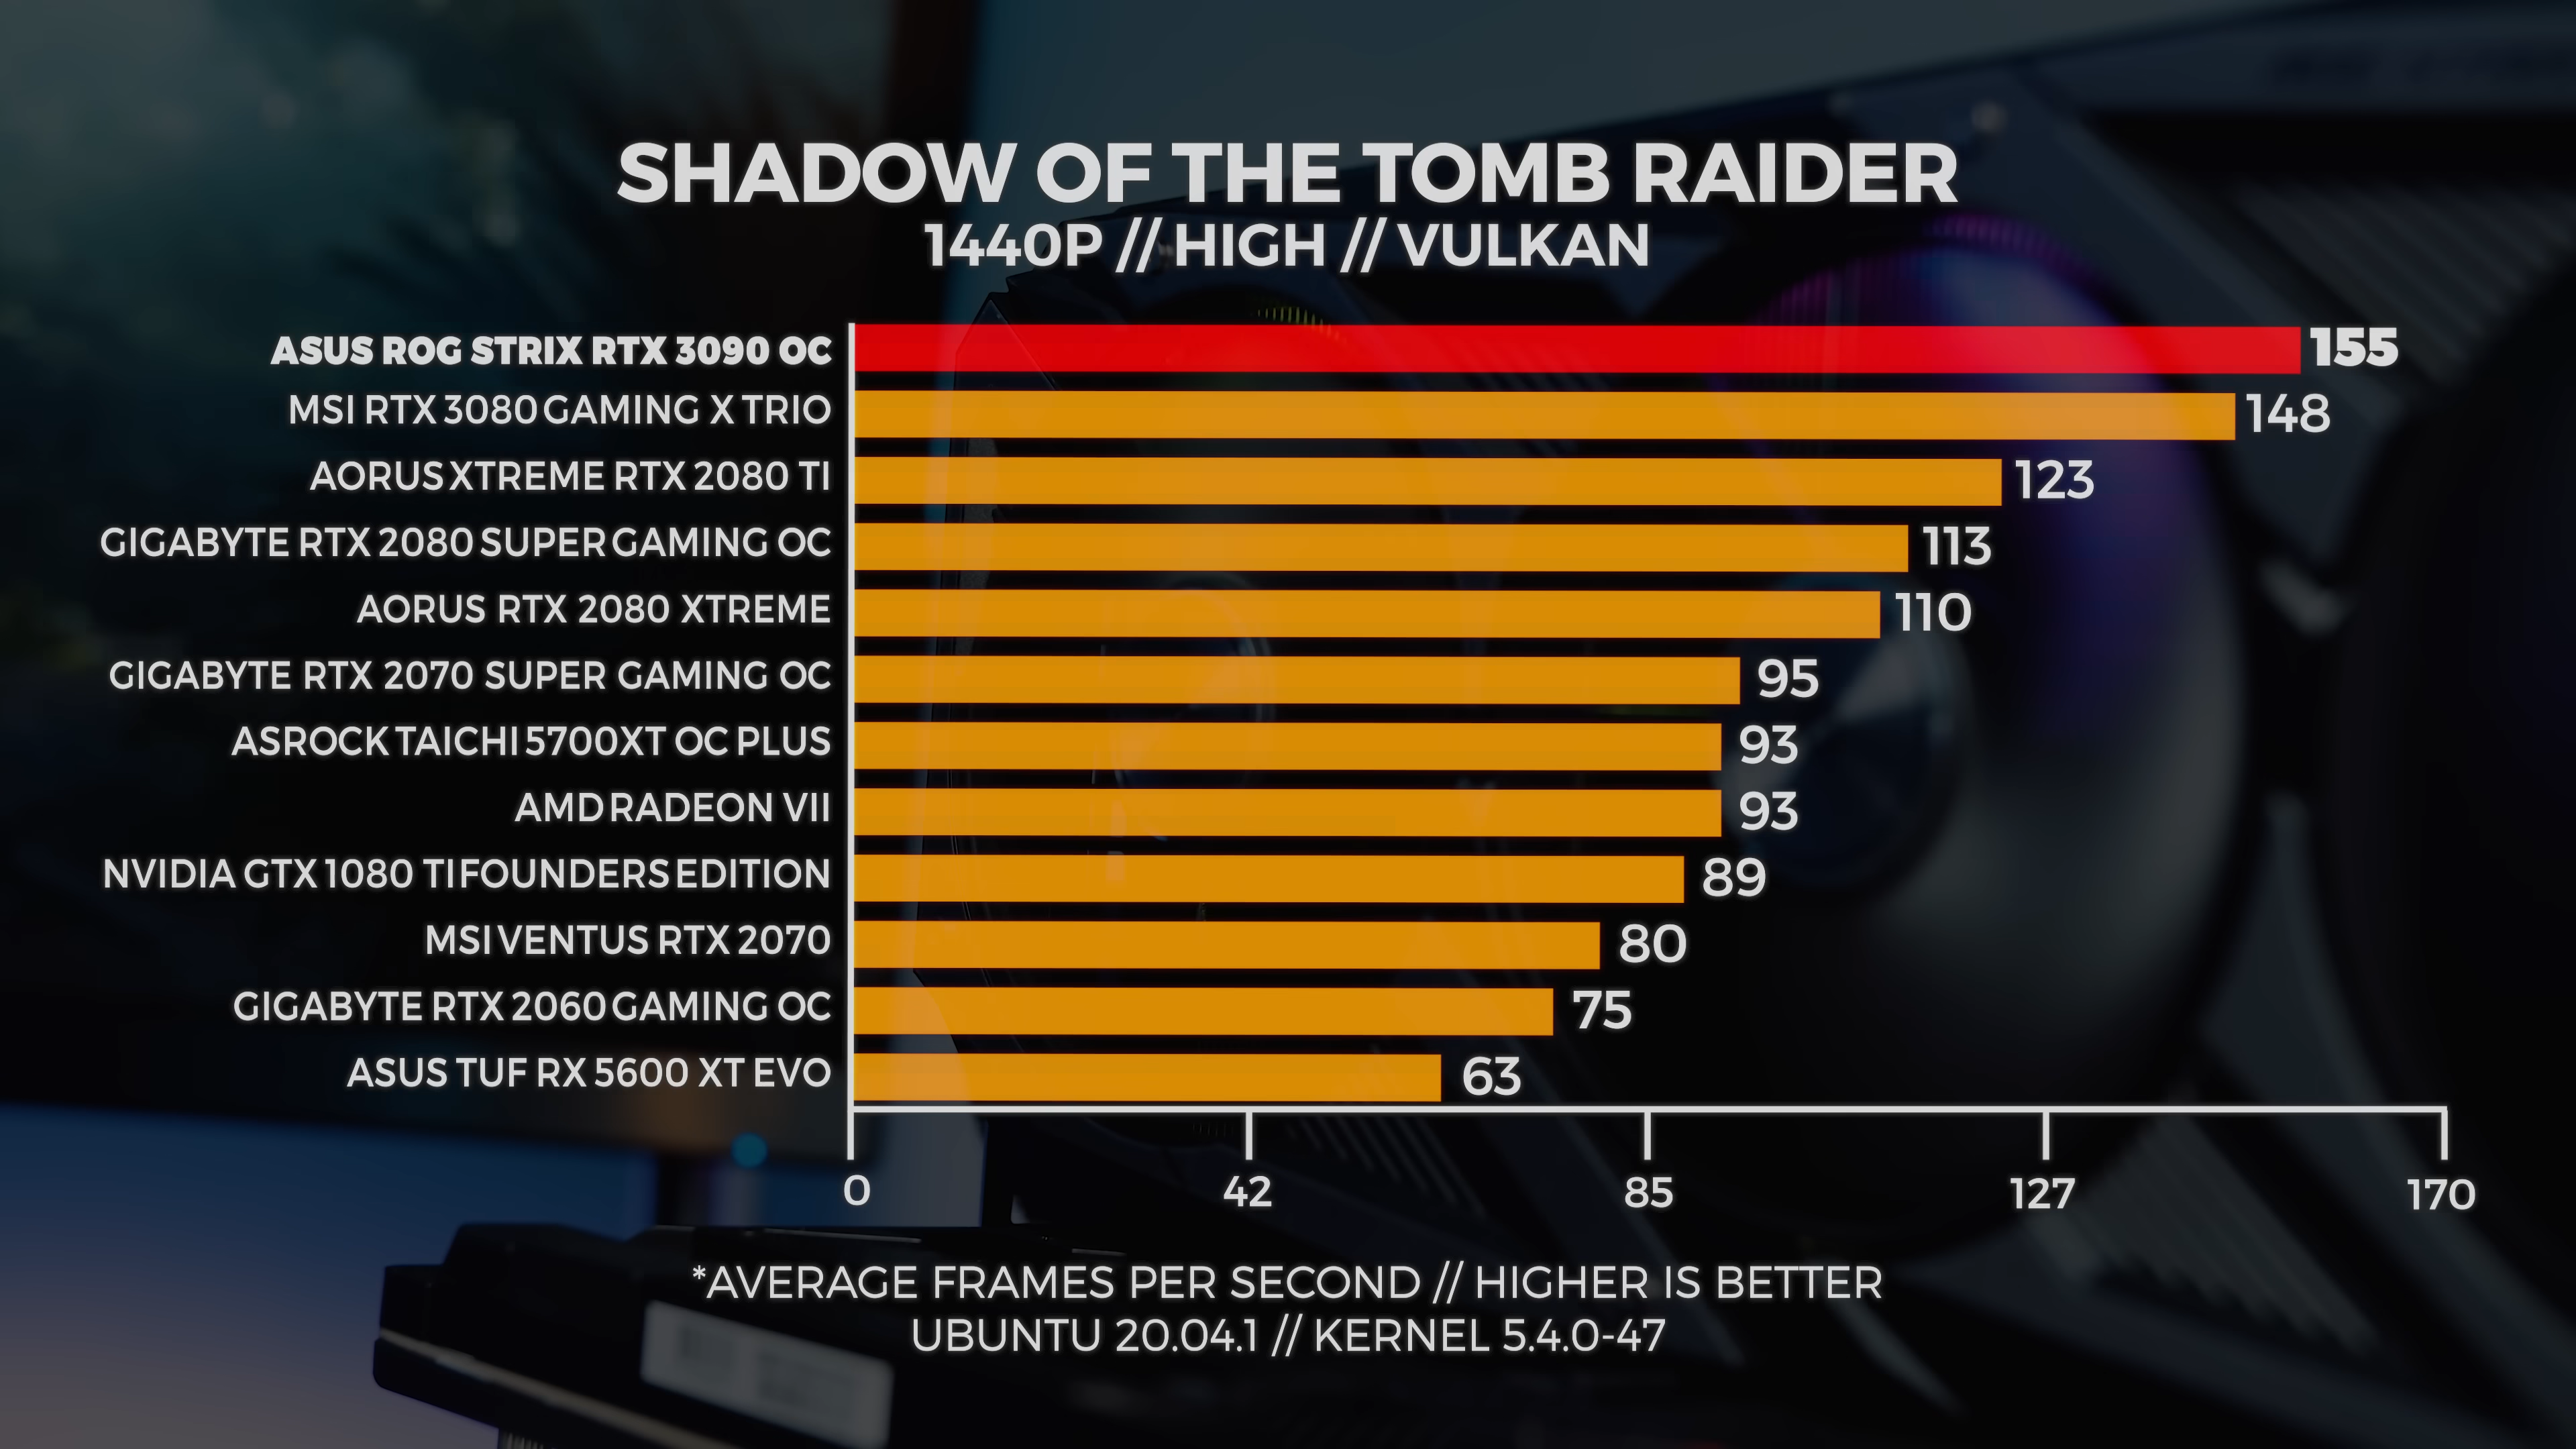 SHADOW OF THE TOMB RAIDER
1440P // HIGH // VULKAN
ASUS ROG STRIX RTX 3090 OC 155
MSI RTX 3080 GAMING X TRIO 148
AORUS XTREME RTX 2080 TI 123
GIGABYTE RTX 2080 SUPER GAMING OC 113
AORUS RTX 2080 XTREME 110
GIGABYTE RTX 2070 SUPER GAMING OC 95
ASROCK TAICHI 5700XT OC PLUS 93
AMD RADEON VII 93
NVIDIA GTX 1080 TI FOUNDERS EDITION 89
MSI VENTUS RTX 2070 80
GIGABYTE RTX 2060 GAMING OC 75
ASUS TUF RX 5600 XT EVO 63
0 42 85 127 170
*AVERAGE FRAMES PER SECOND // HIGHER IS BETTER
UBUNTU 20.04.1 // KERNEL 5.4.0-47